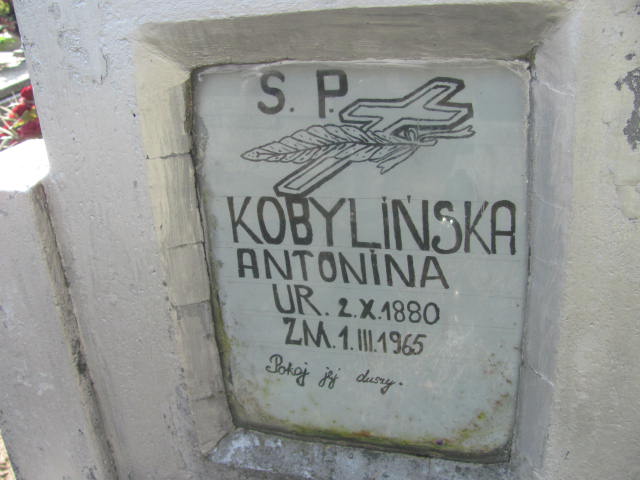 S. P.
KOBYLIŃSKA
ANTONINA
UR. 2.X.1880
ZM. 1.III.1965
Pokój jej duszy.